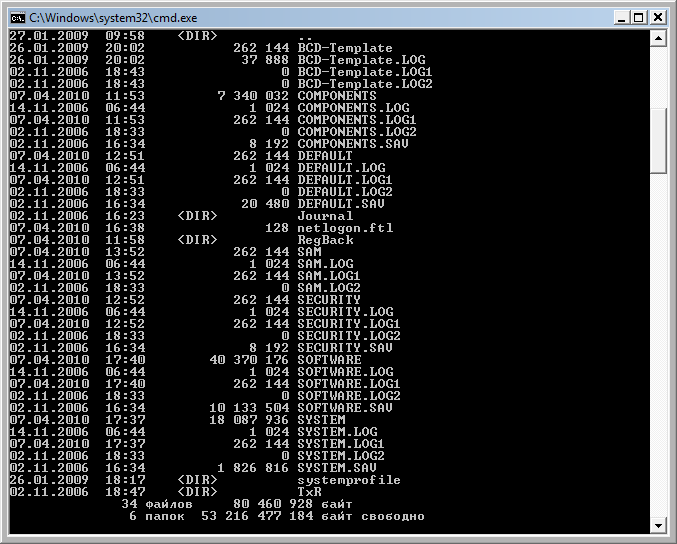 C:\Windows\system32\cmd.exe
27.01.2009  09:58    <DIR>          ..
26.01.2009  20:02           262 144 BCD-Template
26.01.2009  20:02            37 888 BCD-Template.LOG
02.11.2006  18:43                 0 BCD-Template.LOG1
02.11.2006  18:43                 0 BCD-Template.LOG2
07.04.2010  11:53         7 340 032 COMPONENTS
14.11.2006  06:44             1 024 COMPONENTS.LOG
07.04.2010  11:53           262 144 COMPONENTS.LOG1
02.11.2006  18:33                 0 COMPONENTS.LOG2
02.11.2006  16:34             8 192 COMPONENTS.SAV
07.04.2010  12:51           262 144 DEFAULT
14.11.2006  06:44             1 024 DEFAULT.LOG
07.04.2010  12:51           262 144 DEFAULT.LOG1
02.11.2006  18:33                 0 DEFAULT.LOG2
02.11.2006  16:34            20 480 DEFAULT.SAV
02.11.2006  16:23    <DIR>          Journal
07.04.2010  16:38               128 netlogon.ftl
07.04.2010  11:58    <DIR>          RegBack
07.04.2010  13:52           262 144 SAM
14.11.2006  06:44             1 024 SAM.LOG
07.04.2010  13:52           262 144 SAM.LOG1
02.11.2006  18:33                 0 SAM.LOG2
07.04.2010  12:52           262 144 SECURITY
14.11.2006  06:44             1 024 SECURITY.LOG
07.04.2010  12:52           262 144 SECURITY.LOG1
02.11.2006  18:33                 0 SECURITY.LOG2
02.11.2006  16:34             8 192 SECURITY.SAV
07.04.2010  17:40        40 370 176 SOFTWARE
14.11.2006  06:44             1 024 SOFTWARE.LOG
07.04.2010  17:40           262 144 SOFTWARE.LOG1
02.11.2006  18:33                 0 SOFTWARE.LOG2
02.11.2006  16:34        10 133 504 SOFTWARE.SAV
07.04.2010  17:37        18 087 936 SYSTEM
14.11.2006  06:44             1 024 SYSTEM.LOG
07.04.2010  17:37           262 144 SYSTEM.LOG1
02.11.2006  18:33                 0 SYSTEM.LOG2
02.11.2006  16:34         1 826 816 SYSTEM.SAV
26.01.2009  18:17    <DIR>          systemprofile
02.11.2006  18:47    <DIR>          TxR
34 файлов     80 460 928 байт
6 папок  53 216 477 184 байт свободно